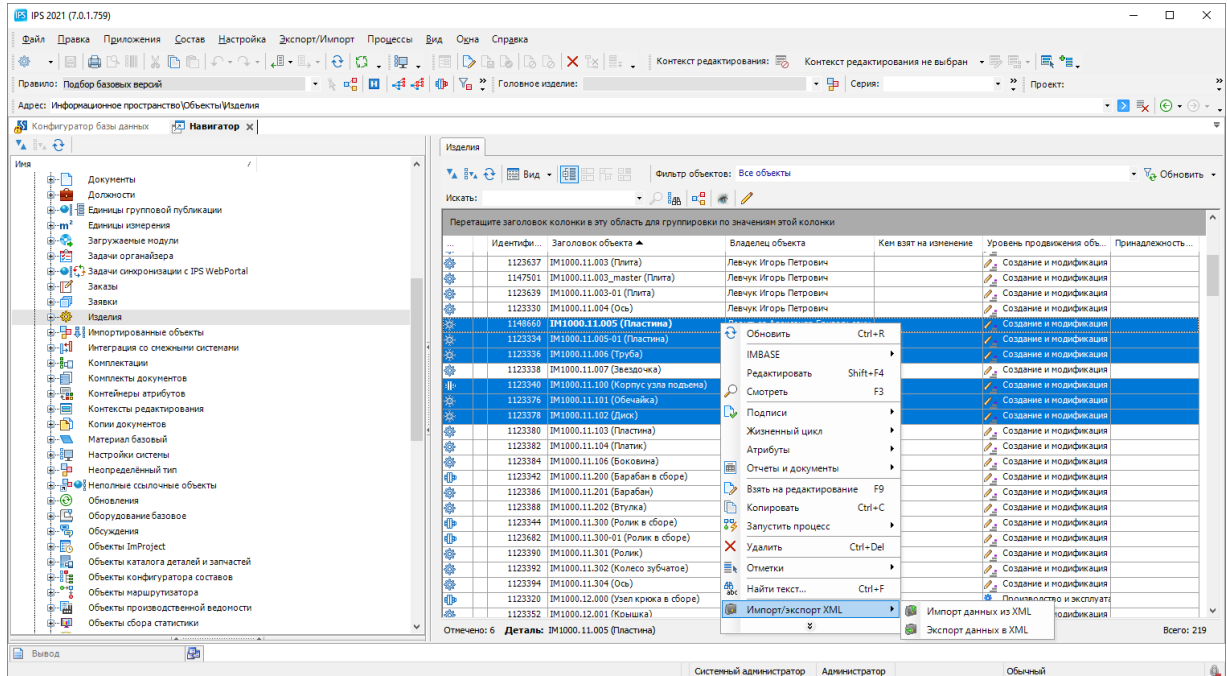 IPS 2021 (7.0.1.759)
Файл Правка Приложения Состав Настройка Экспорт/Импорт Процессы Вид Окна Справка
Контекст редактирования: Контекст редактирования не выбран
Правило: Подбор базовых версий Головное изделие: Серия: Проект:
Адрес: Информационное пространство\Объекты\Изделия
Конфигуратор базы данных Навигатор
Имя
Документы
Должности
Единицы групповой публикации
Единицы измерения
Загружаемые модули
Задачи органайзера
Задачи синхронизации с IPS WebPortal
Заказы
Заявки
Изделия
Импортированные объекты
Интеграция со смежными системами
Комплектации
Комплекты документов
Контейнеры атрибутов
Контексты редактирования
Копии документов
Материал базовый
Настройки системы
Неопределённый тип
Неполные ссылочные объекты
Обновления
Оборудование базовое
Обсуждения
Объекты ImProject
Объекты каталога деталей и запчастей
Объекты конфигуратора составов
Объекты маршрутизатора
Объекты производственной ведомости
Объекты сбора статистики
Изделия
Вид Фильтр объектов: Все объекты Обновить
Искать:
Перетащите заголовок колонки в эту область для группировки по значениям этой колонки
... Идентифи... Заголовок объекта Владелец объекта Кем взят на изменение Уровень продвижения объ... Принадлежность...
1123637 IM1000.11.003 (Плита) Левчук Игорь Петрович Создание и модификация
1147501 IM1000.11.003_master (Плита) Левчук Игорь Петрович Создание и модификация
1123639 IM1000.11.003-01 (Плита) Левчук Игорь Петрович Создание и модификация
1123330 IM1000.11.004 (Ось) Левчук Игорь Петрович Создание и модификация
1148660 IM1000.11.005 (Пластина) Создание и модификация
1123334 IM1000.11.005-01 (Пластина) Создание и модификация
1123336 IM1000.11.006 (Труба) Создание и модификация
1123338 IM1000.11.007 (Звездочка) Создание и модификация
1123340 IM1000.11.100 (Корпус узла подъема) Создание и модификация
1123376 IM1000.11.101 (Обечайка) Создание и модификация
1123378 IM1000.11.102 (Диск) Создание и модификация
1123380 IM1000.11.103 (Пластина) Создание и модификация
1123382 IM1000.11.104 (Платик) Создание и модификация
1123384 IM1000.11.106 (Боковина) Создание и модификация
1123342 IM1000.11.200 (Барабан в сборе) Создание и модификация
1123386 IM1000.11.201 (Барабан) Создание и модификация
1123388 IM1000.11.202 (Втулка) Создание и модификация
1123344 IM1000.11.300 (Ролик в сборе) Создание и модификация
1123682 IM1000.11.300-01 (Ролик в сборе) Создание и модификация
1123390 IM1000.11.301 (Ролик) Создание и модификация
1123392 IM1000.11.302 (Колесо зубчатое) Создание и модификация
1123394 IM1000.11.304 (Ось) Создание и модификация
1123320 IM1000.12.000 (Узел крюка в сборе) Производство и эксплуата
1123352 IM1000.12.001 (Крышка)
Обновить Ctrl+R
IMBASE
Редактировать Shift+F4
Смотреть F3
Подписи
Жизненный цикл
Атрибуты
Отчеты и документы
Взять на редактирование F9
Копировать Ctrl+C
Запустить процесс
Удалить Ctrl+Del
Отметки
Найти текст... Ctrl+F
Импорт/экспорт XML
Импорт данных из XML
Экспорт данных в XML
Отмечено: 6 Деталь: IM1000.11.005 (Пластина) Всего: 219
Вывод
Системный администратор Администратор Обычный